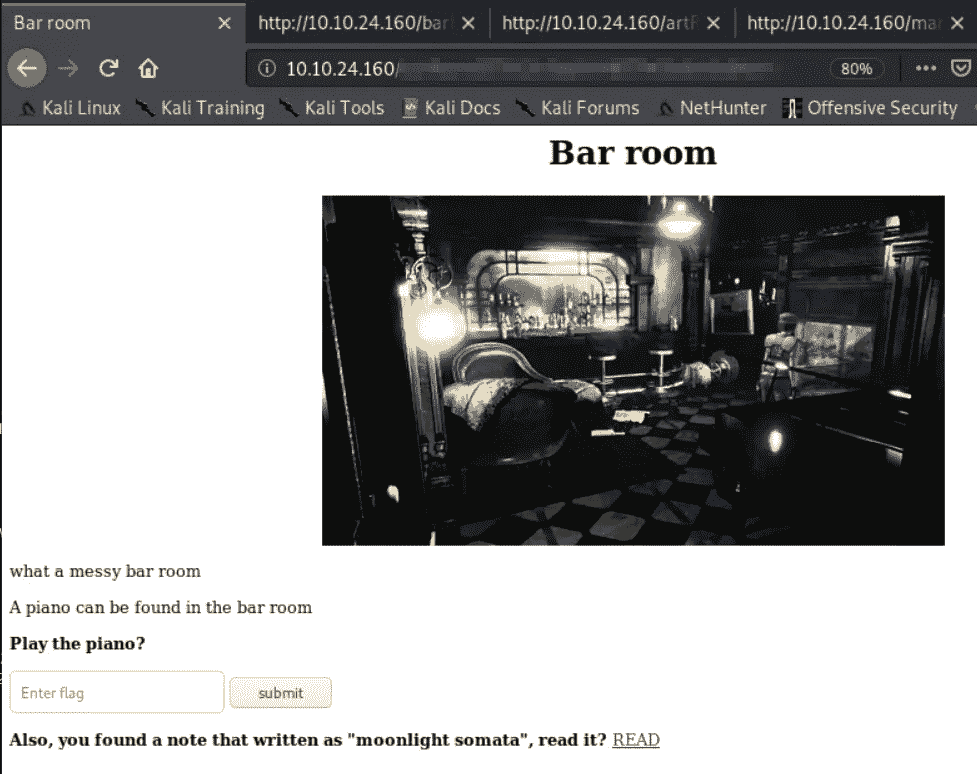 Bar room
http://10.10.24.160/bar
http://10.10.24.160/art
http://10.10.24.160/ma
10.10.24.160/
80%
Kali Linux
Kali Training
Kali Tools
Kali Docs
Kali Forums
NetHunter
Offensive Security
Bar room
what a messy bar room
A piano can be found in the bar room
Play the piano?
Enter flag
submit
Also, you found a note that written as "moonlight somata", read it? READ